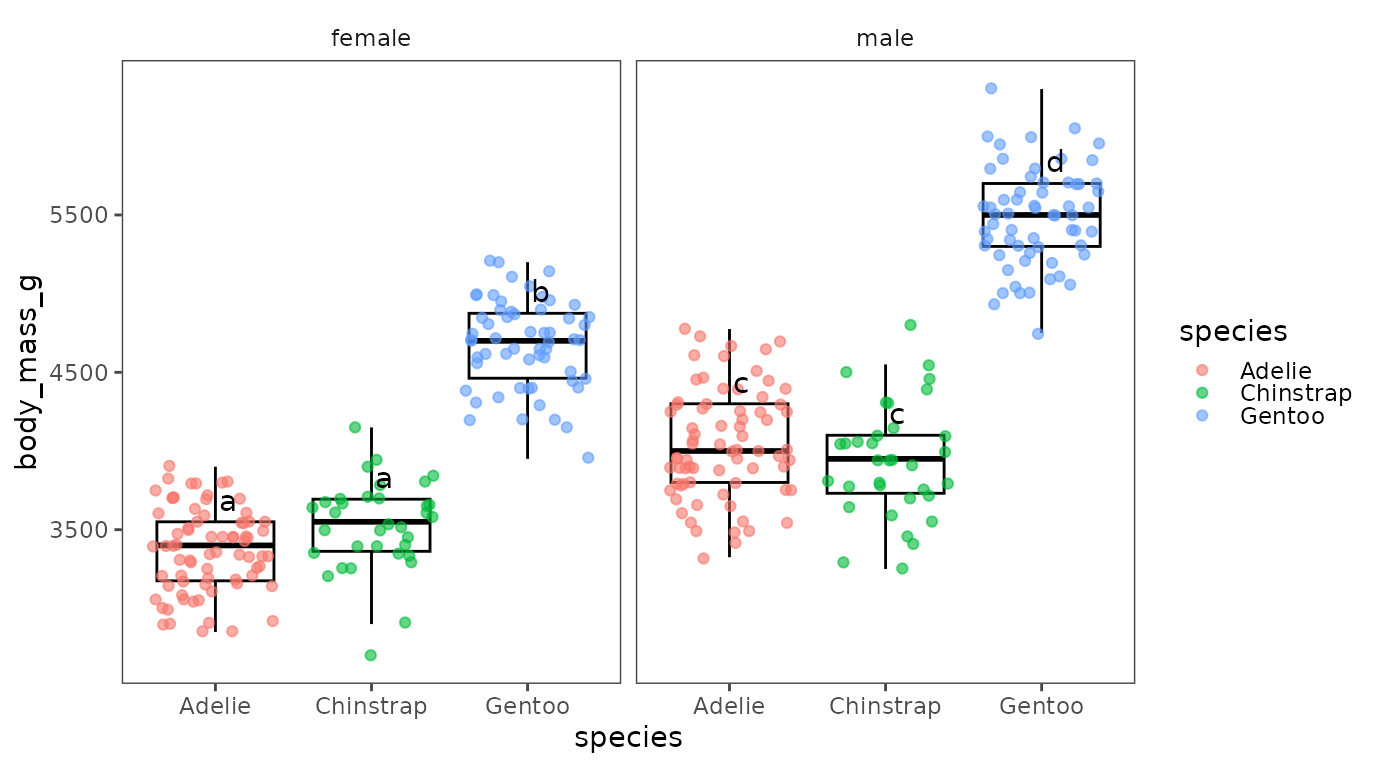 female male
d
5500
b
body_mass_g
species
4500
Adelie
c
Chinstrap
c
Gentoo
a
a
3500
Adelie Chinstrap Gentoo Adelie Chinstrap Gentoo
species